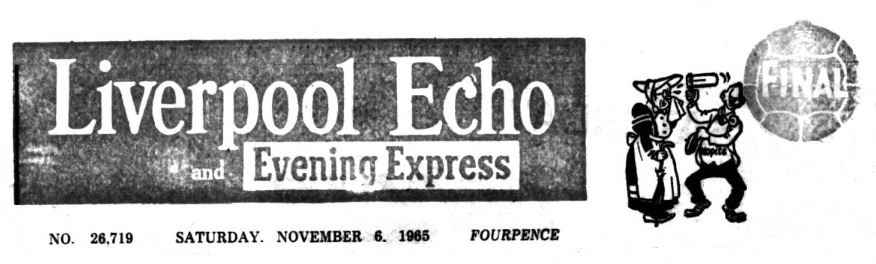 Liverpool Echo
and Evening Express
FINAL
NO. 26,719 SATURDAY. NOVEMBER 6. 1965 FOURPENCE